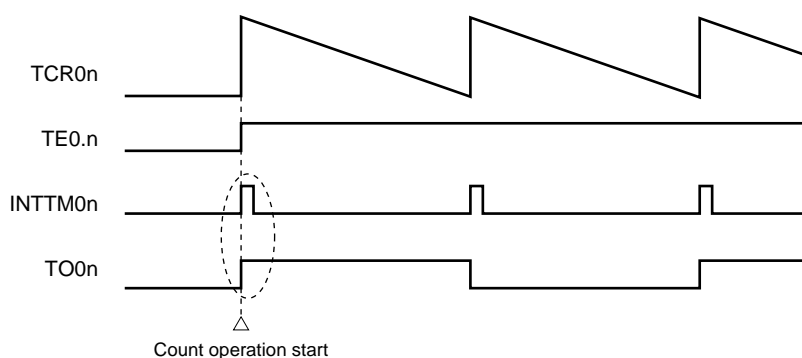 TCR0n
TE0.n
INTTM0n
TO0n
Count operation start